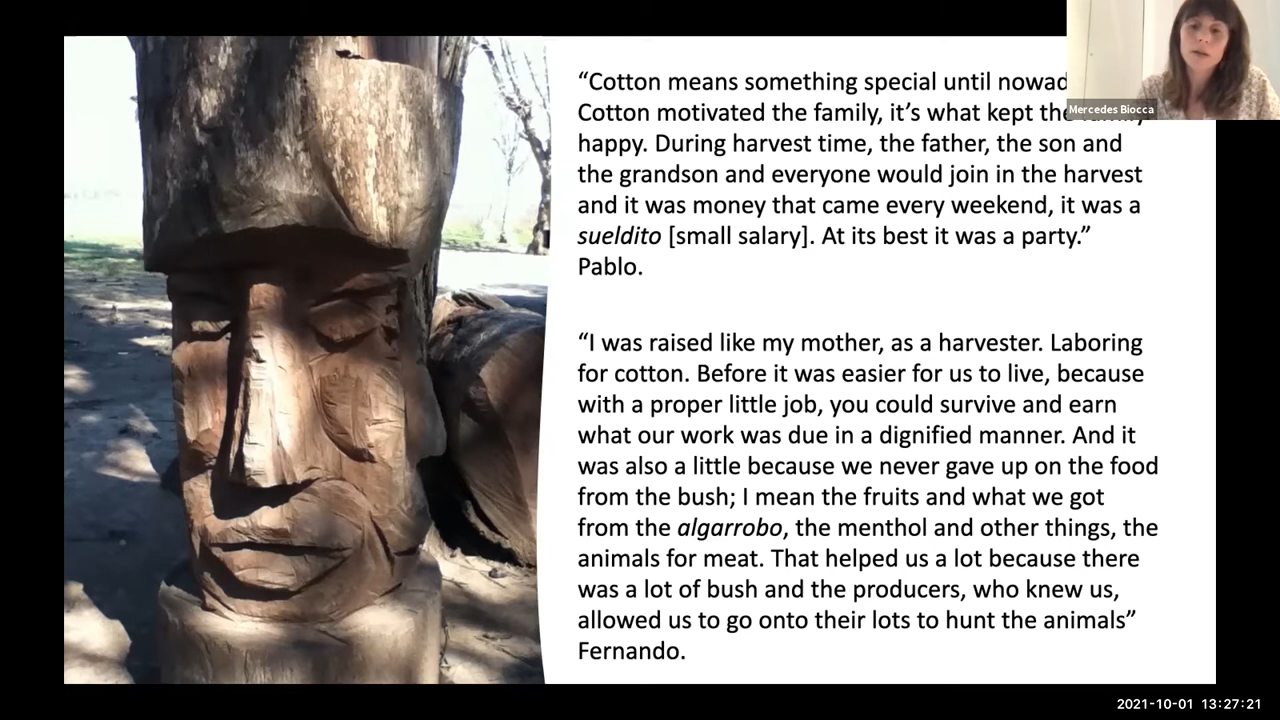 “Cotton means something special until
Cotton motivated the family, it’s what kept the
happy. During harvest time, the father, the son and
the grandson and everyone would join in the harvest
and it was money that came every weekend, it was a
sueldito [small salary]. At its best it was a party.”
Pablo.
“I was raised like my mother, as a harvester. Laboring
for cotton. Before it was easier for us to live, because
with a proper little job, you could survive and earn
what our work was due in a dignified manner. And it
was also a little because we never gave up on the food
from the bush; I mean the fruits and what we got
from the algarrobo, the menthol and other things, the
animals for meat. That helped us a lot because there
was a lot of bush and the producers, who knew us,
allowed us to go onto their lots to hunt the animals”
Fernando.
Mercedes Biocca
2021-10-01 13:27:21